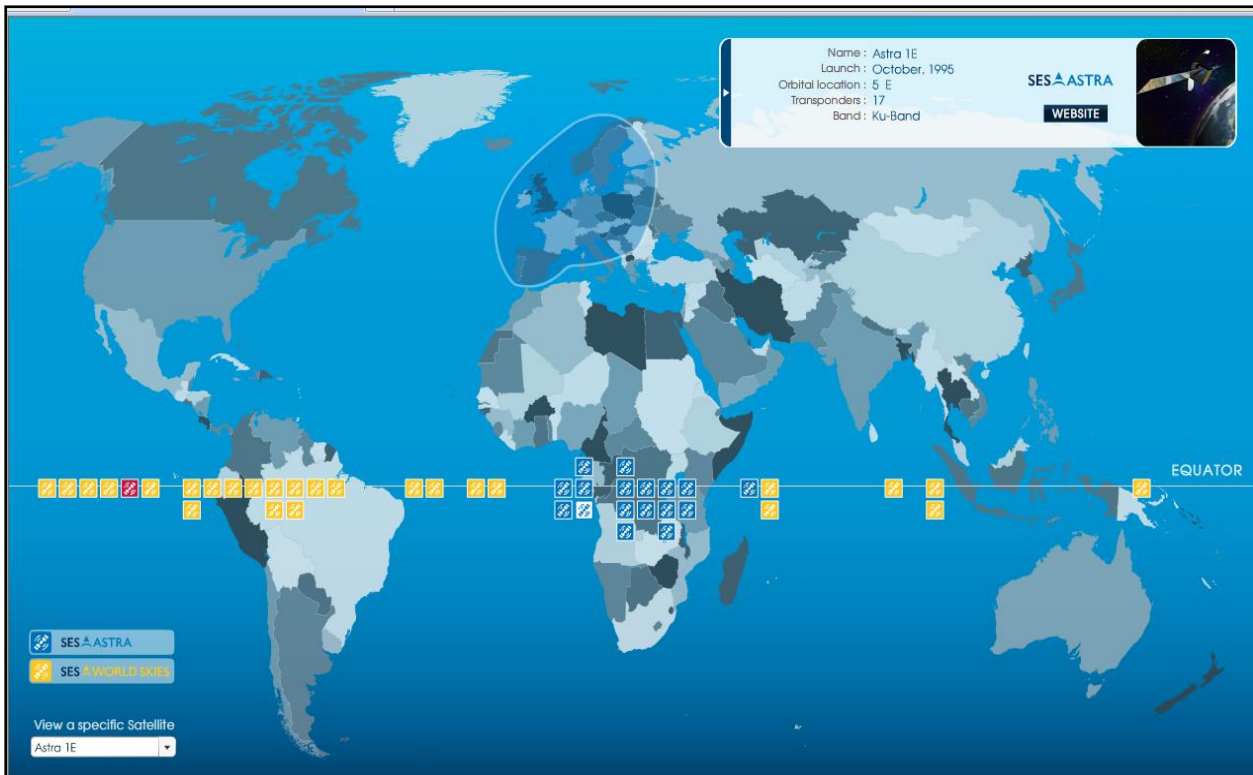 Name : Astra 1E
Launch : October, 1995
Orbital location : 5 E
Transponders : 17
Band : Ku-Band
SES ASTRA
WEBSITE
EQUATOR
SES ASTRA
SES WORLD SKIES
View a specific Satellite
Astra 1E